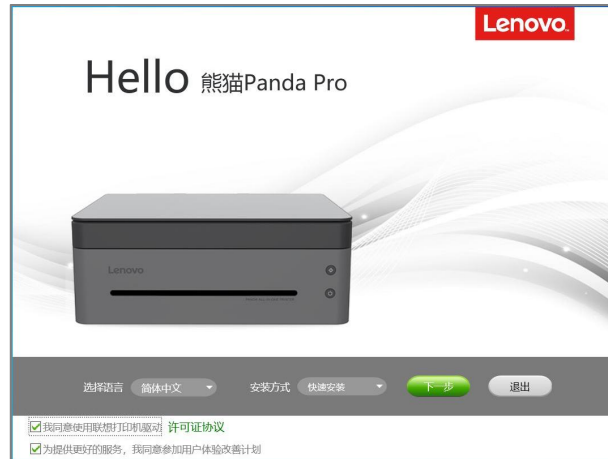 Lenovo
Hello 熊猫Panda Pro
Lenovo
选择语言 简体中文 安装方式 快速安装 下一步 退出
我同意使用联想打印机驱动 许可证协议
为提供更好的服务，我同意参加用户体验改善计划